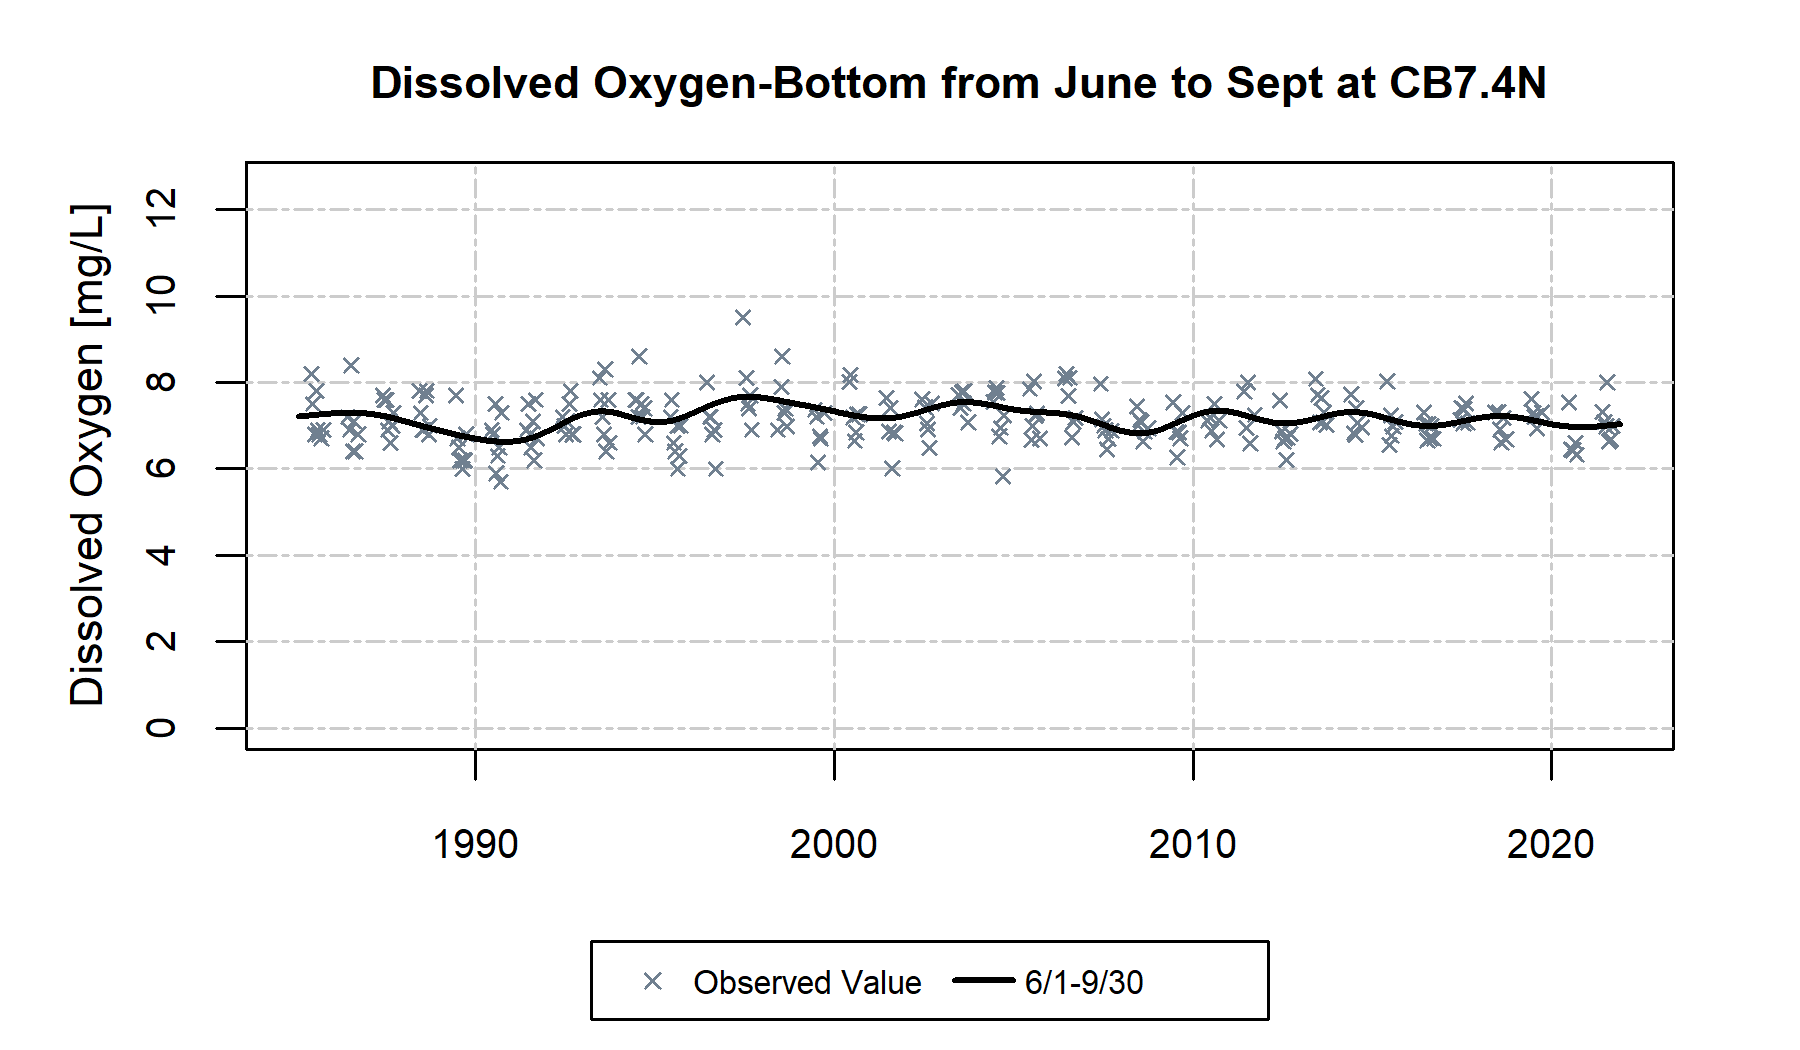 Dissolved Oxygen-Bottom from June to Sept at CB7.4N
Dissolved Oxygen [mg/L]
12
10
8
6
4
2
0
1990 2000 2010 2020
Observed Value 6/1-9/30